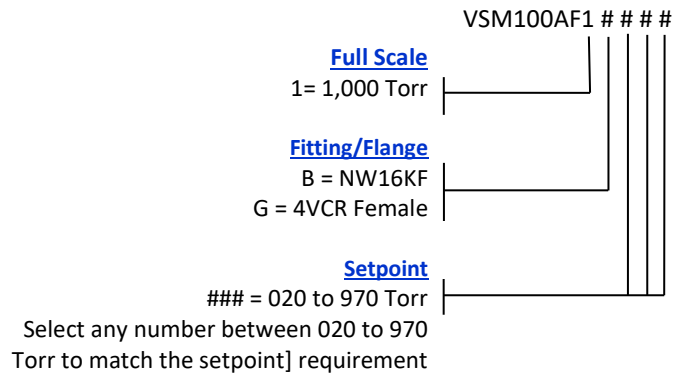 VSM100AF1 # # # #
Full Scale
1= 1,000 Torr
Fitting/Flange
B = NW16KF
G = 4VCR Female
Setpoint
### = 020 to 970 Torr
Select any number between 020 to 970
Torr to match the setpoint] requirement